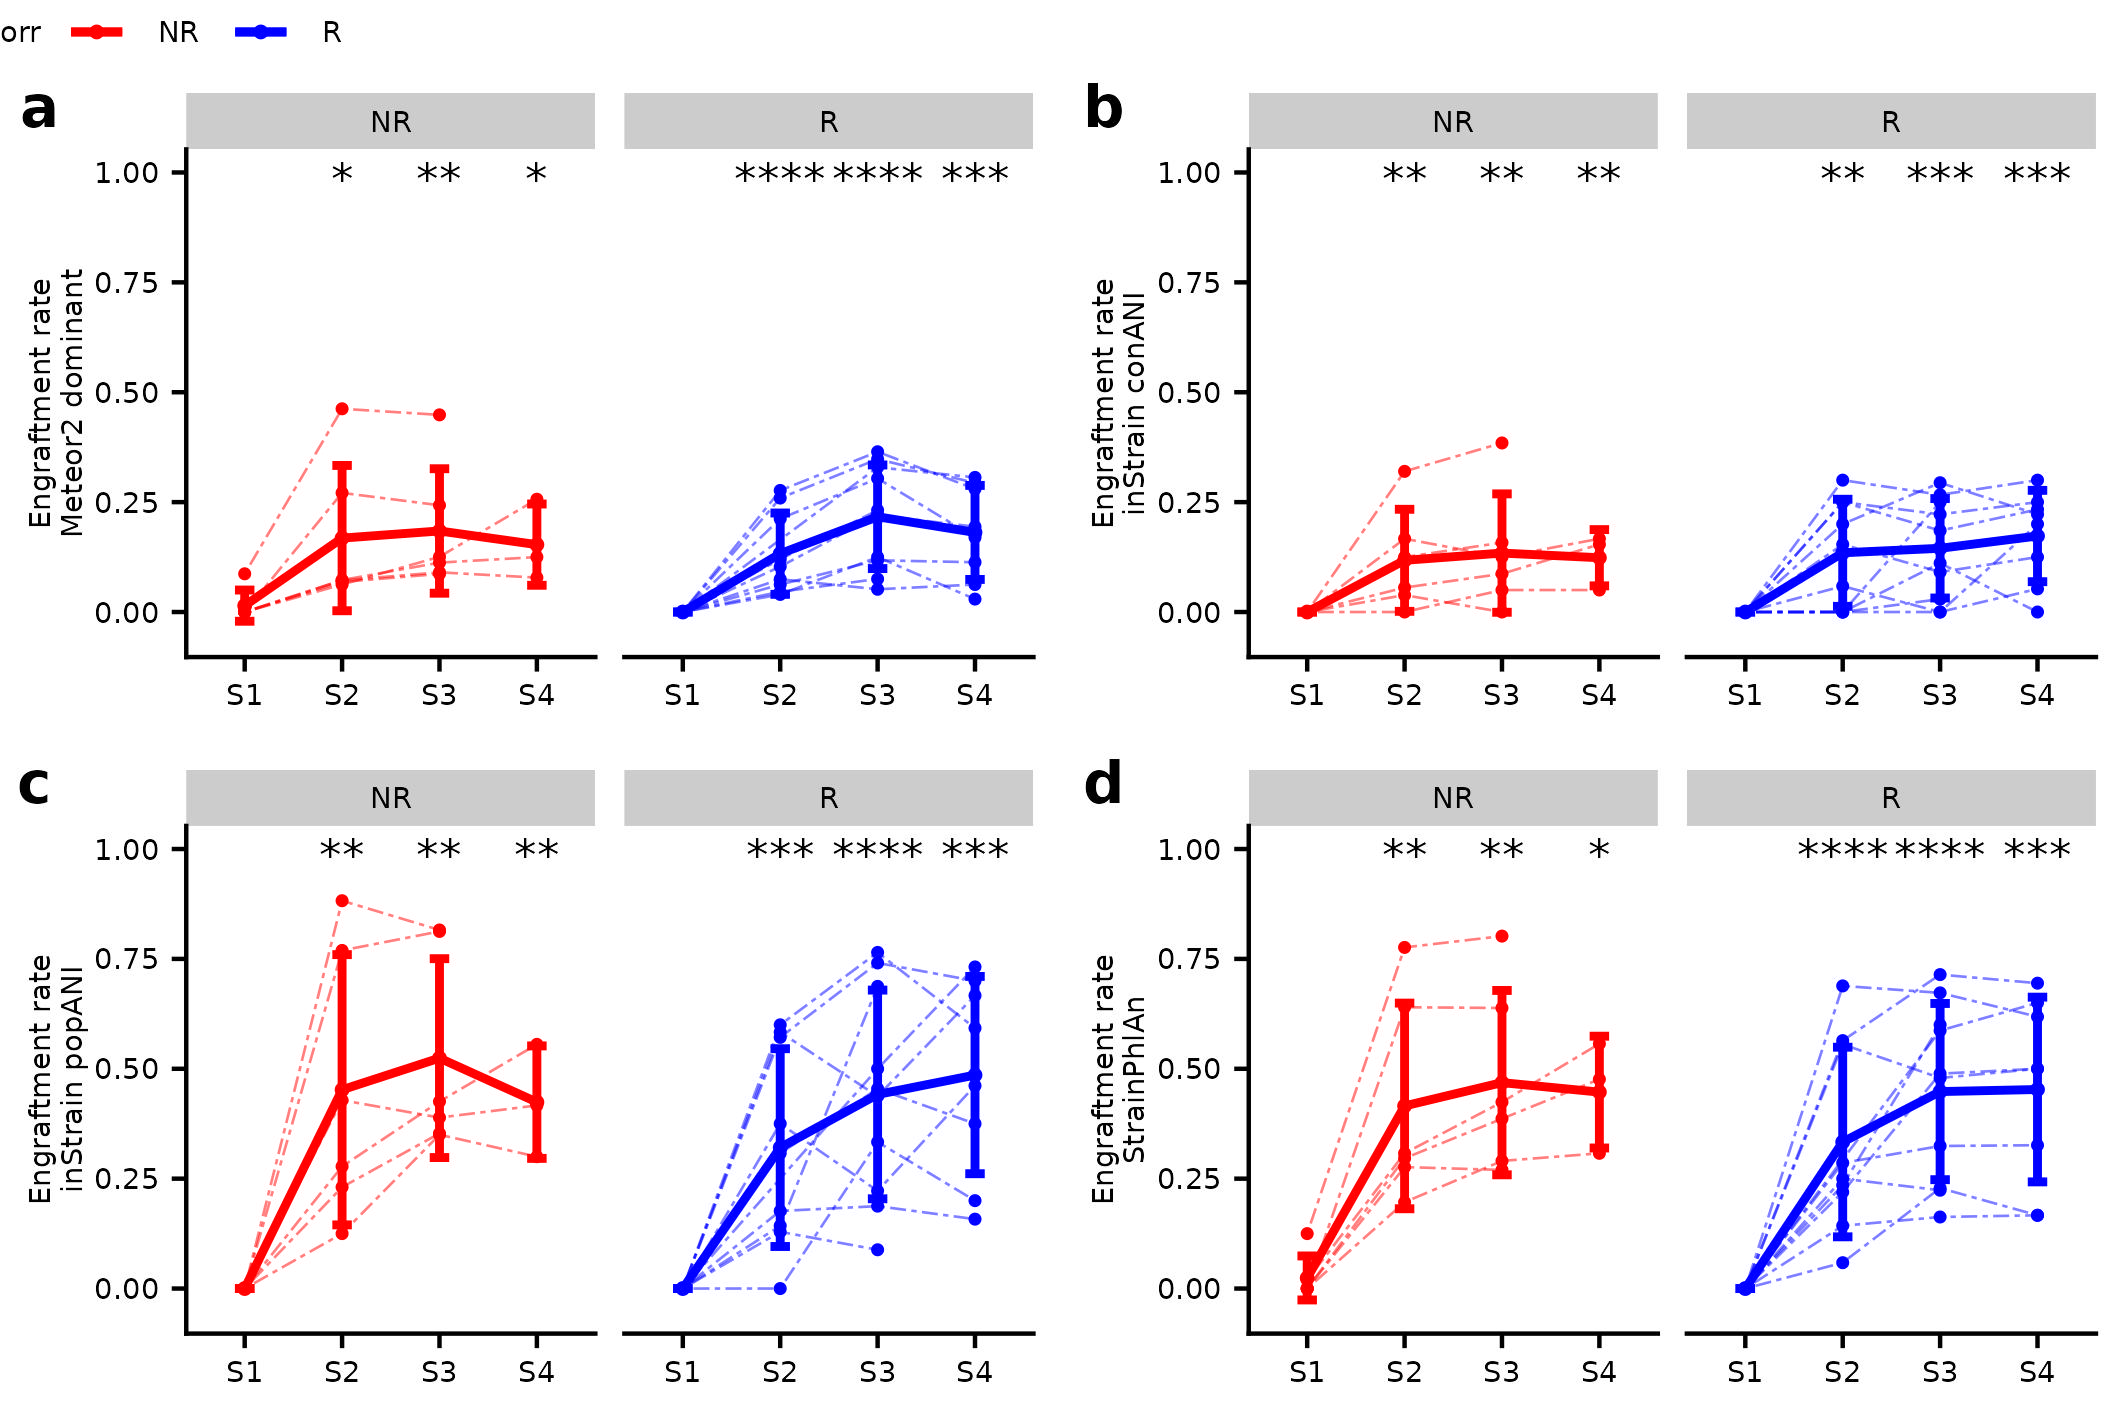 orr NR R
a
NR R
* ** * **** **** ***
1.00
0.75
0.50
0.25
0.00
Engraftment rate
Meteor2 dominant
S1 S2 S3 S4 S1 S2 S3 S4
b
NR R
** ** ** ** *** ***
1.00
0.75
0.50
0.25
0.00
Engraftment rate
inStrain conANI
S1 S2 S3 S4 S1 S2 S3 S4
c
NR R
** ** ** *** **** ***
1.00
0.75
0.50
0.25
0.00
Engraftment rate
inStrain popANI
S1 S2 S3 S4 S1 S2 S3 S4
d
NR R
** ** * **** **** ***
1.00
0.75
0.50
0.25
0.00
Engraftment rate
StrainPhlAn
S1 S2 S3 S4 S1 S2 S3 S4